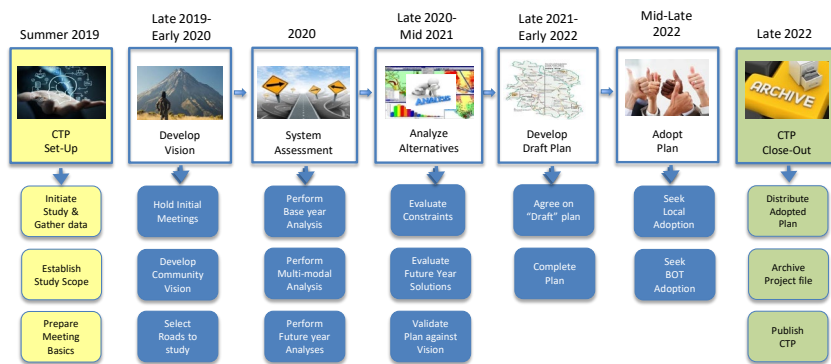 Summer 2019
Late 2019-
Early 2020
2020
Late 2020-
Mid 2021
Late 2021-
Early 2022
Mid-Late
2022
Late 2022
ANALYSIS
ARCHIVE
CTP
Set-Up
Develop
Vision
System
Assessment
Analyze
Alternatives
Develop
Draft Plan
Adopt
Plan
CTP
Close-Out
Initiate
Study &
Gather data
Hold Initial
Meetings
Perform
Base year
Analysis
Evaluate
Constraints
Agree on
"Draft" plan
Seek
Local
Adoption
Distribute
Adopted
Plan
Establish
Study Scope
Develop
Community
Vision
Perform
Multi-modal
Analysis
Evaluate
Future Year
Solutions
Complete
Plan
Seek
BOT
Adoption
Archive
Project file
Prepare
Meeting
Basics
Select
Roads to
study
Perform
Future year
Analyses
Validate
Plan against
Vision
Publish
CTP